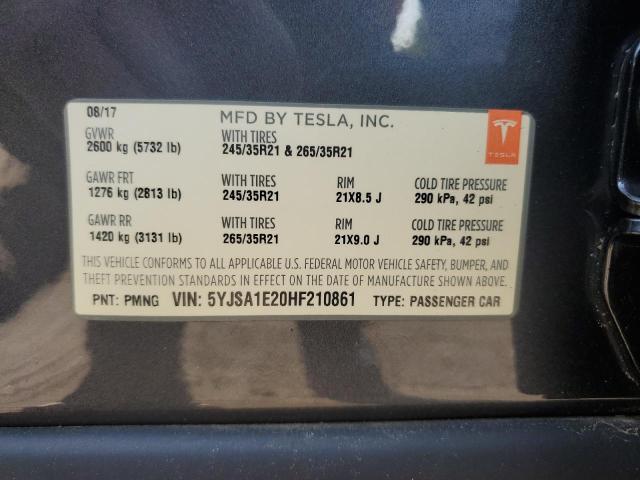 08/17 MFD BY TESLA, INC.
GVWR WITH TIRES
2600 kg (5732 lb) 245/35R21 & 265/35R21
TESLA
GAWR FRT WITH TIRES RIM COLD TIRE PRESSURE
1276 kg (2813 lb) 245/35R21 21X8.5 J 290 kPa, 42 psi
GAWR RR WITH TIRES RIM COLD TIRE PRESSURE
1420 kg (3131 lb) 265/35R21 21X9.0 J 290 kPa, 42 psi
THIS VEHICLE CONFORMS TO ALL APPLICABLE U.S. FEDERAL MOTOR VEHICLE SAFETY, BUMPER, AND
THEFT PREVENTION STANDARDS IN EFFECT ON THE DATE OF MANUFACTURE SHOWN ABOVE.
PNT: PMNG VIN: 5YJSA1E20HF210861 TYPE: PASSENGER CAR